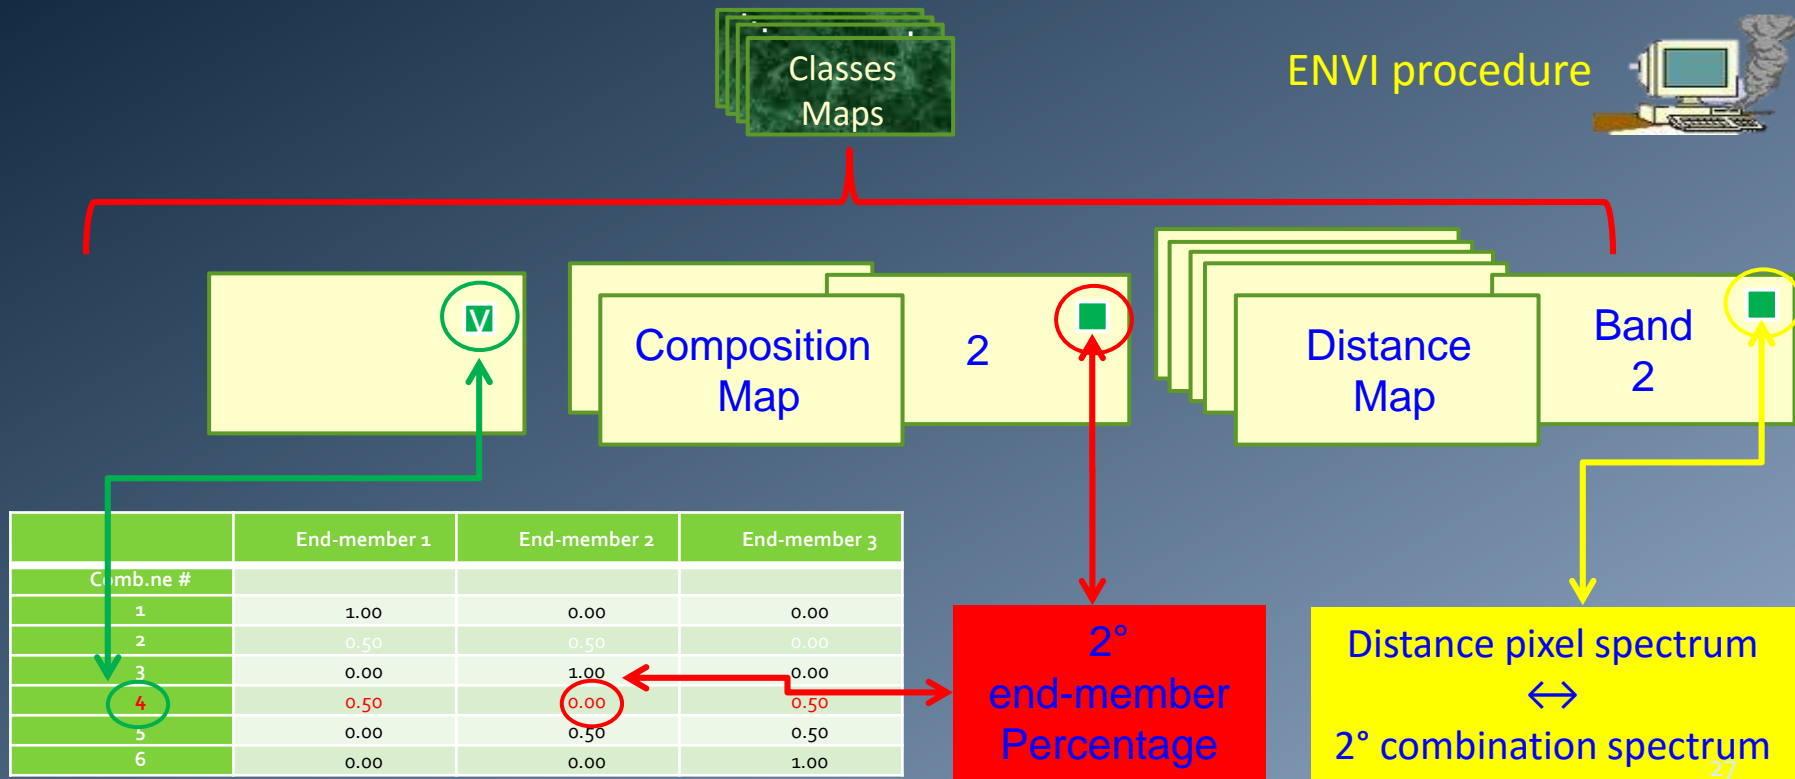 Classes
Maps
ENVI procedure
V
Composition
Map
2
Distance
Map
Band
2
End-member 1 End-member 2 End-member 3
Comb.ne #
1 1.00 0.00 0.00
2 0.50 0.50 0.00
3 0.00 1.00 0.00
4 0.50 0.00 0.50
5 0.00 0.50 0.50
6 0.00 0.00 1.00
2°
end-member
Percentage
Distance pixel spectrum
↔
2° combination spectrum
27